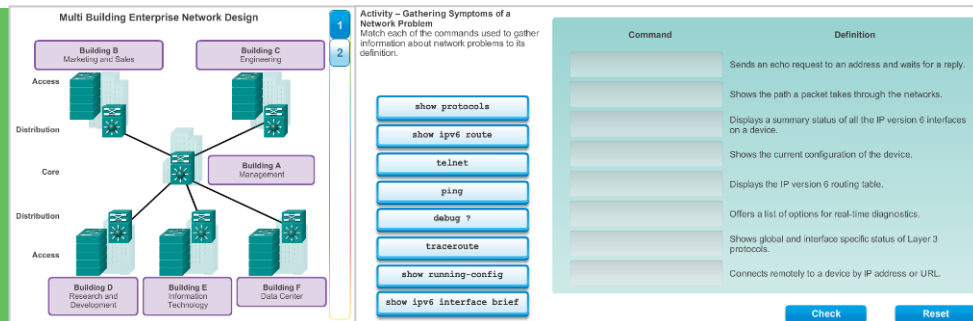 Multi Building Enterprise Network Design
Building B
Marketing and Sales
Building C
Engineering
Access
Distribution
Core
Building A
Management
Distribution
Access
Building D
Research and
Development
Building E
Information
Technology
Building F
Data Center
1
2
Activity – Gathering Symptoms of a
Network Problem
Match each of the commands used to gather
information about network problems to its
definition.
show protocols
show ipv6 route
telnet
ping
debug ?
traceroute
show running-config
show ipv6 interface brief
Command
Definition
Sends an echo request to an address and waits for a reply.
Shows the path a packet takes through the networks.
Displays a summary status of all the IP version 6 interfaces
on a device.
Shows the current configuration of the device.
Displays the IP version 6 routing table.
Offers a list of options for real-time diagnostics.
Shows global and interface specific status of Layer 3
protocols.
Connects remotely to a device by IP address or URL.
Check
Reset